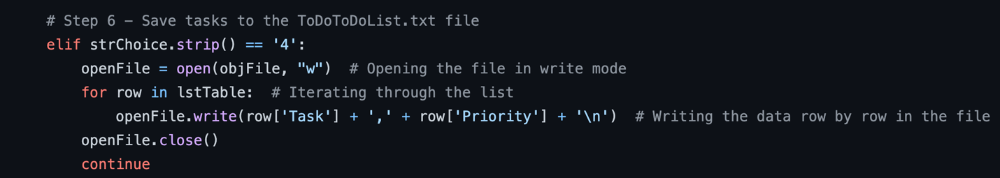 # Step 6 – Save tasks to the ToDoToDoList.txt file
elif strChoice.strip() == '4':
openFile = open(objFile, "w")  # Opening the file in write mode
for row in lstTable:  # Iterating through the list
openFile.write(row['Task'] + ',' + row['Priority'] + '\n')  # Writing the data row by row in the file
openFile.close()
continue